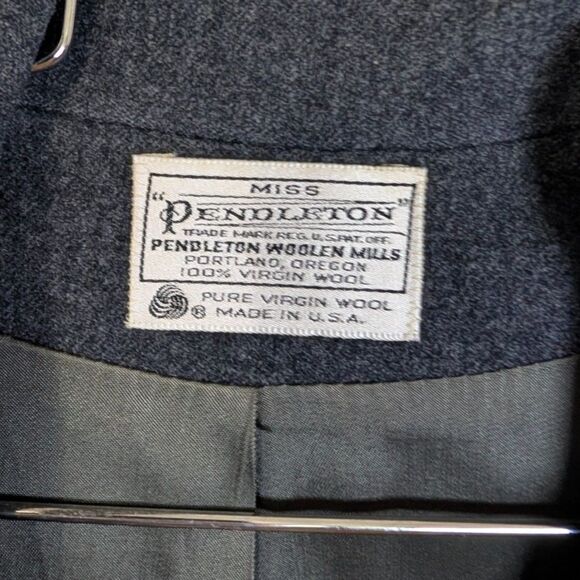 MISS
"PENDLETON"
TRADE MARK REG. U.S. PAT. OFF.
PENDLETON WOOLEN MILLS
PORTLAND, OREGON
100% VIRGIN WOOL
PURE VIRGIN WOOL
® MADE IN U.S.A.